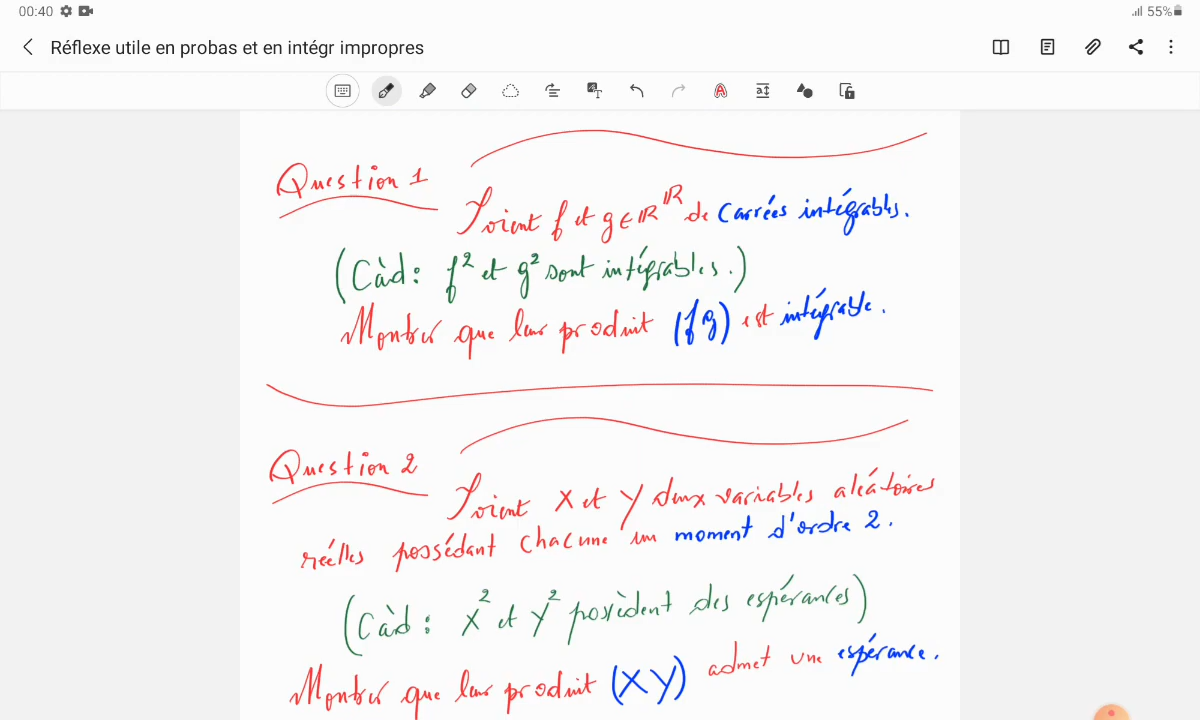 00:40 55%
Réflexe utile en probas et en intégr impropres
Question 1
Soient f et g ∈ ℝ^ℝ de carrées intégrables.
(Càd : f² et g² sont intégrables.)
Montrer que leur produit (fg) est intégrable.
Question 2
Soient X et Y deux variables aléatoires
réelles possédant chacune un moment d'ordre 2.
(Càd : X² et Y² possèdent des espérances)
Montrer que leur produit (XY) admet une espérance.